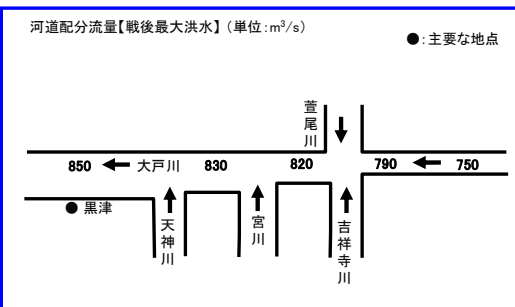 河道配分流量【戦後最大洪水】（単位：m³/s）
●：主要な地点
萱尾川
850 ← 大戸川 830 820 790 ← 750
● 黒津
天神川
宮川
吉祥寺川